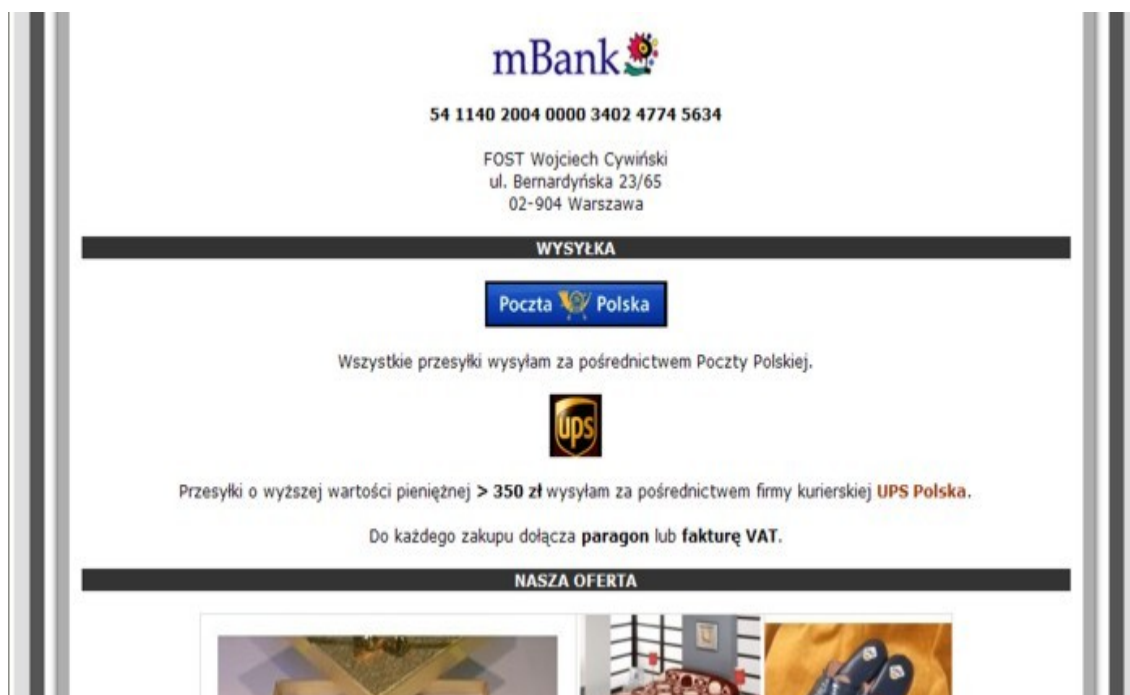 mBank
54 1140 2004 0000 3402 4774 5634
FOST Wojciech Cywiński
ul. Bernardyńska 23/65
02-904 Warszawa
WYSYŁKA
Poczta Polska
Wszystkie przesyłki wysyłam za pośrednictwem Poczty Polskiej.
ups
Przesyłki o wyższej wartości pieniężnej > 350 zł wysyłam za pośrednictwem firmy kurierskiej UPS Polska.
Do każdego zakupu dołącza paragon lub fakturę VAT.
NASZA OFERTA